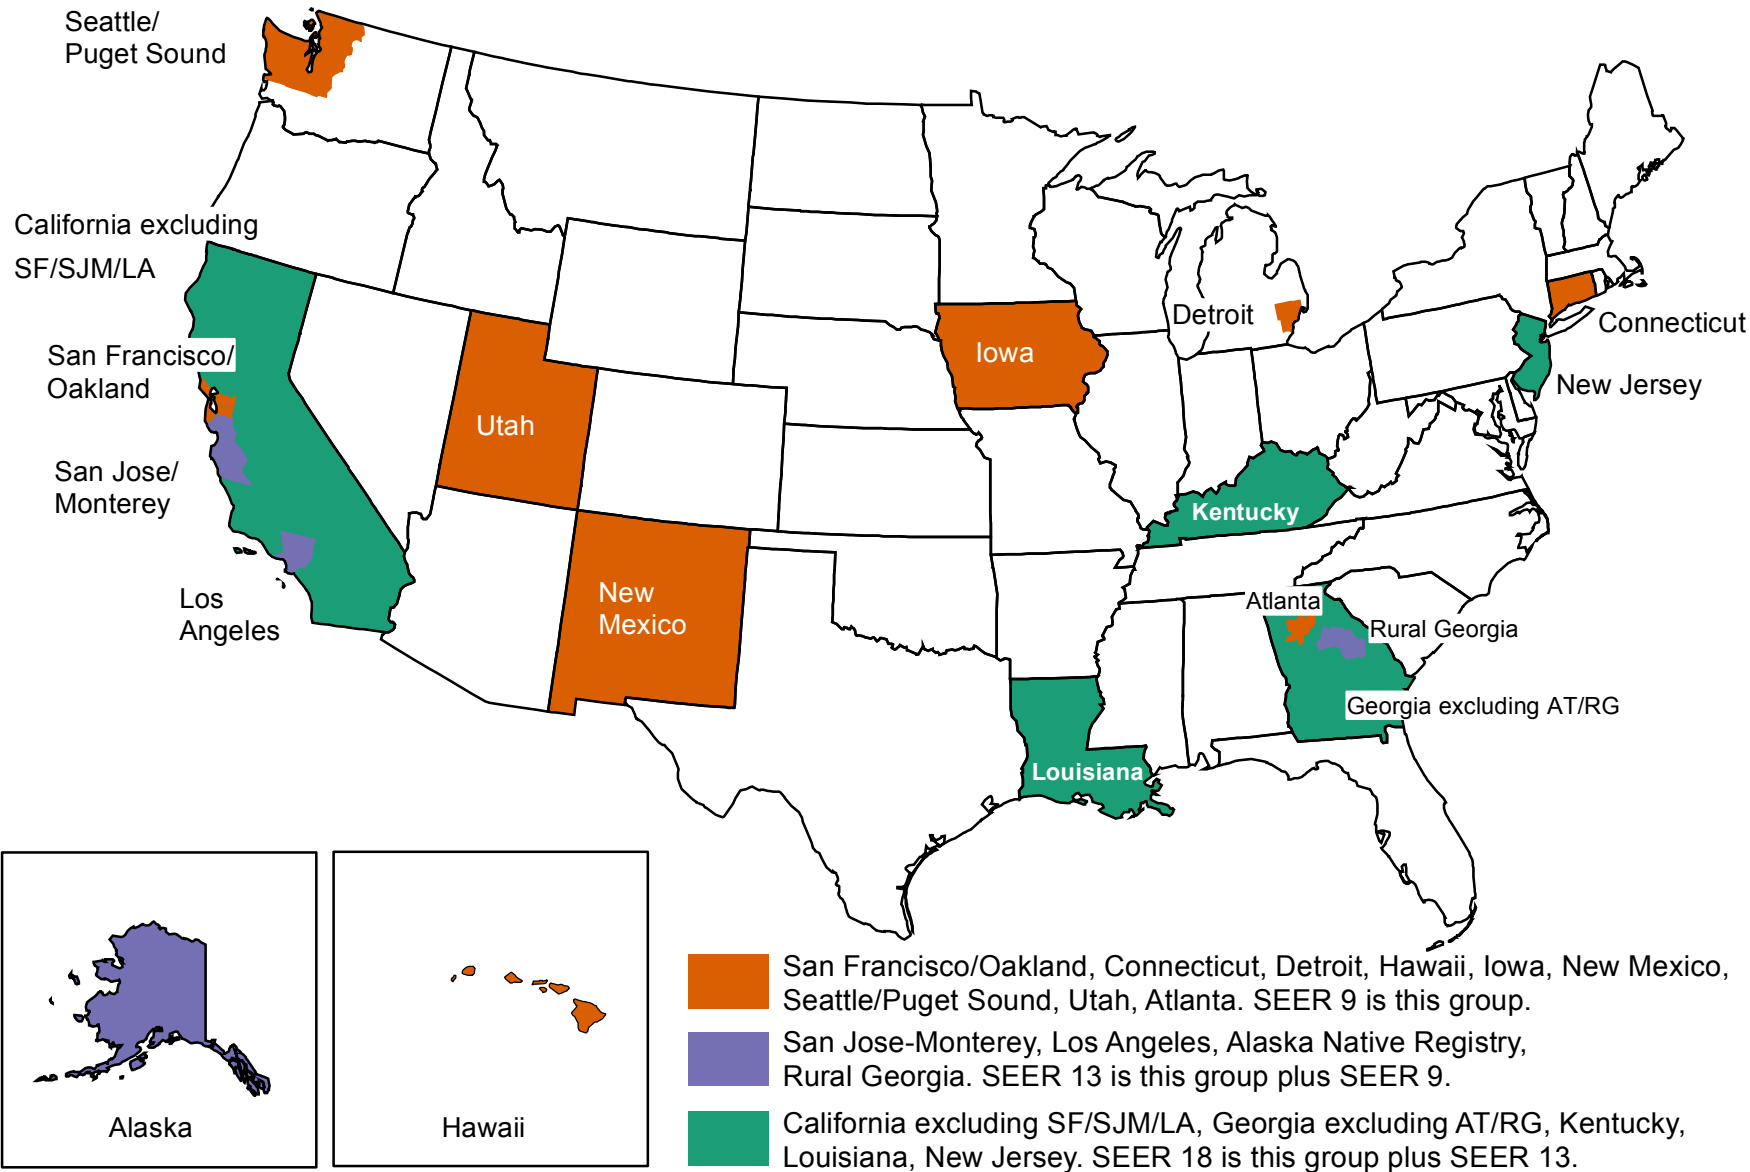 Seattle/
Puget Sound
California excluding
SF/SJM/LA
San Francisco/
Oakland
San Jose/
Monterey
Los
Angeles
Utah
New
Mexico
Iowa
Detroit
Connecticut
New Jersey
Kentucky
Atlanta
Rural Georgia
Georgia excluding AT/RG
Louisiana
Alaska
Hawaii
San Francisco/Oakland, Connecticut, Detroit, Hawaii, Iowa, New Mexico,
Seattle/Puget Sound, Utah, Atlanta. SEER 9 is this group.
San Jose-Monterey, Los Angeles, Alaska Native Registry,
Rural Georgia. SEER 13 is this group plus SEER 9.
California excluding SF/SJM/LA, Georgia excluding AT/RG, Kentucky,
Louisiana, New Jersey. SEER 18 is this group plus SEER 13.